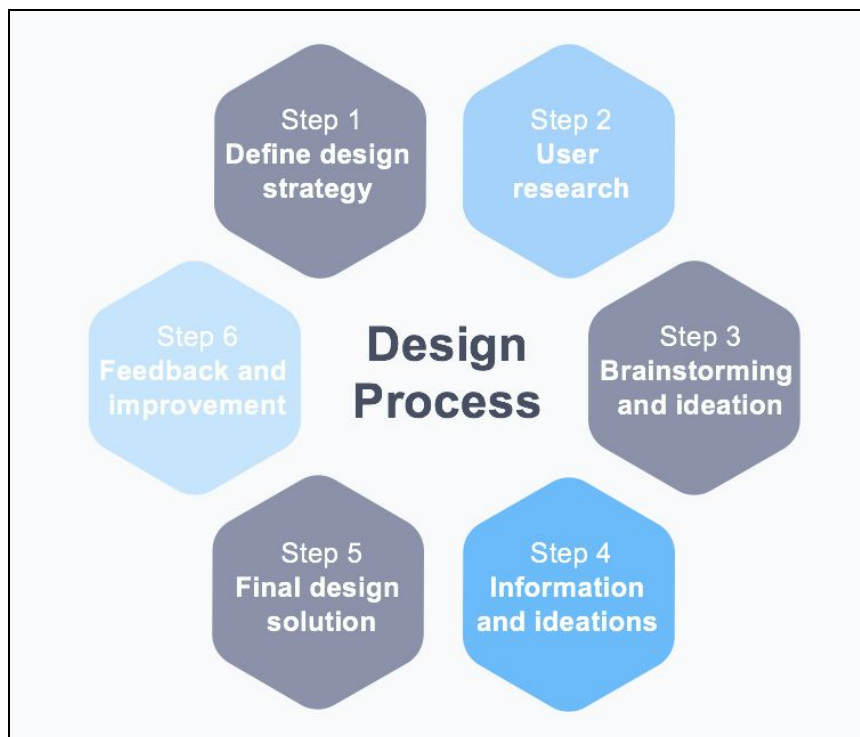 Step 1
Define design
strategy
Step 2
User
research
Step 3
Brainstorming
and ideation
Step 4
Information
and ideations
Step 5
Final design
solution
Step 6
Feedback and
improvement
Design
Process